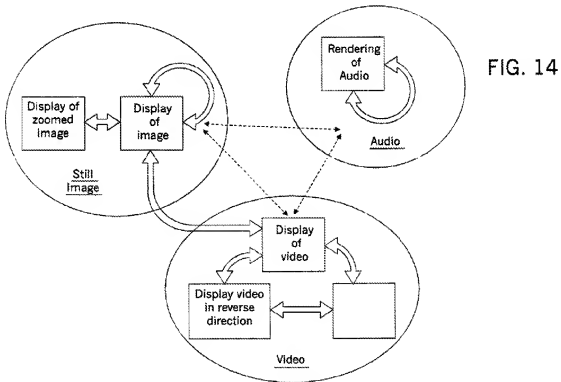 FIG. 14
Display of
zoomed
image
Display
of
image
Still
Image
Rendering
of
Audio
Audio
Display
of
video
Display video
in reverse
direction
Video